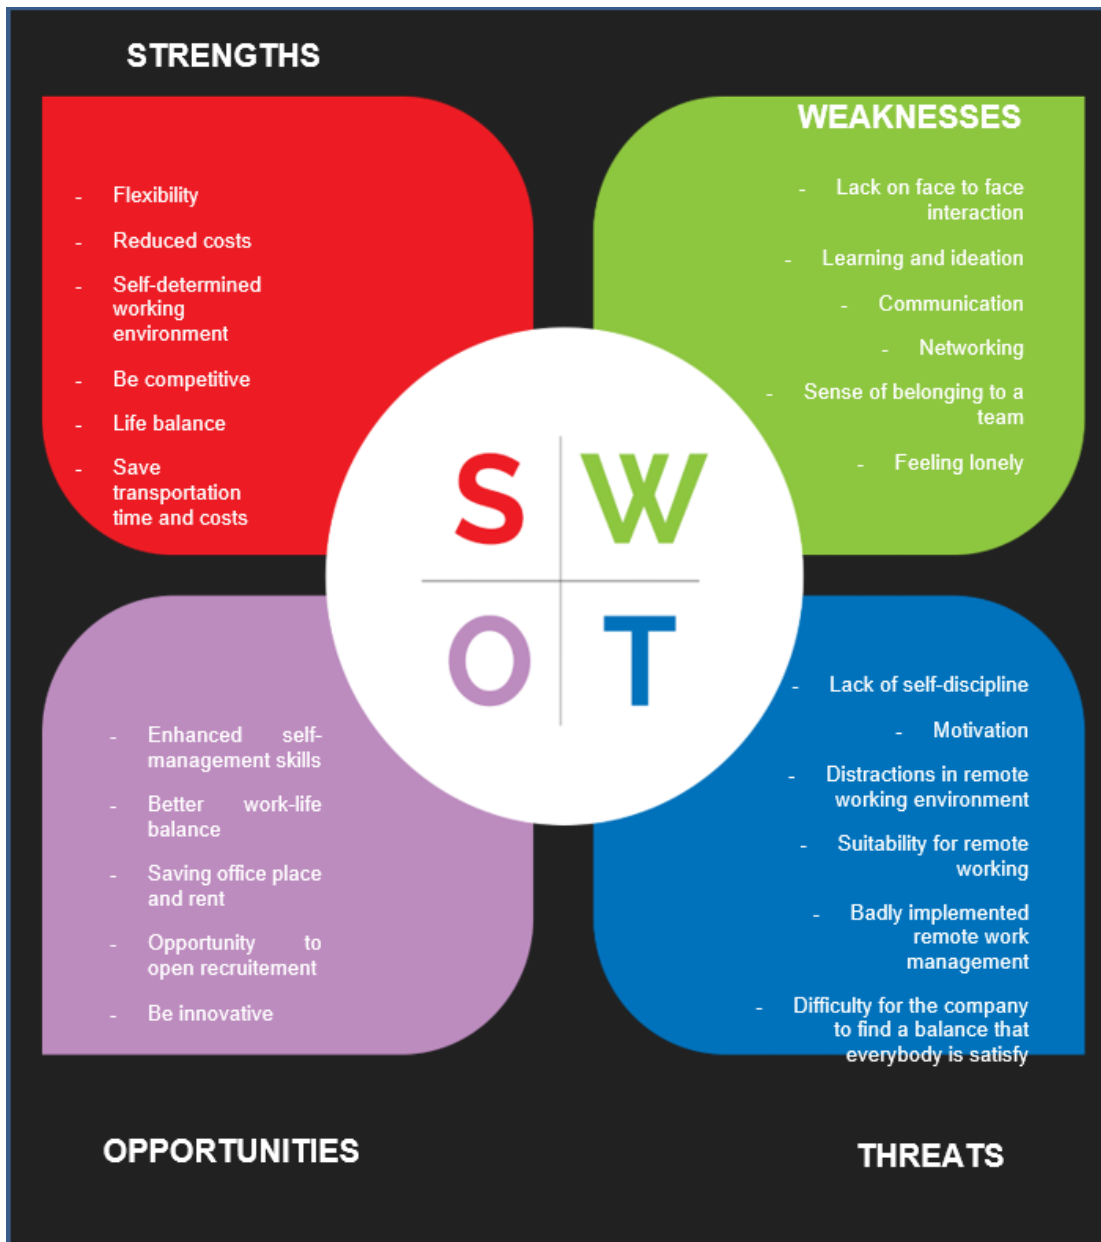 STRENGTHS
- Flexibility
- Reduced costs
- Self-determined
working
environment
- Be competitive
- Life balance
- Save
transportation
time and costs
WEAKNESSES
- Lack on face to face
interaction
- Learning and ideation
- Communication
- Networking
- Sense of belonging to a
team
- Feeling lonely
S W
O T
- Enhanced self-
management skills
- Better work-life
balance
- Saving office place
and rent
- Opportunity to
open recruitement
- Be innovative
OPPORTUNITIES
- Lack of self-discipline
- Motivation
- Distractions in remote
working environment
- Suitability for remote
working
- Badly implemented
remote work
management
- Difficulty for the company
to find a balance that
everybody is satisfy
THREATS